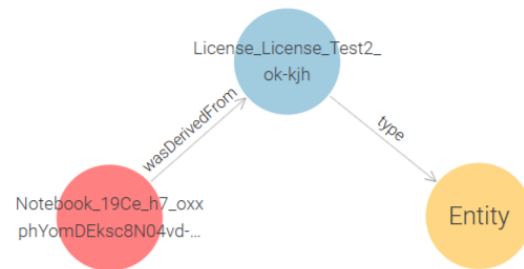 License_License_Test2_
ok-kjh
wasDerivedFrom
type
Notebook_19Ce_h7_oxx
phYomDEksc8N04vd-...
Entity